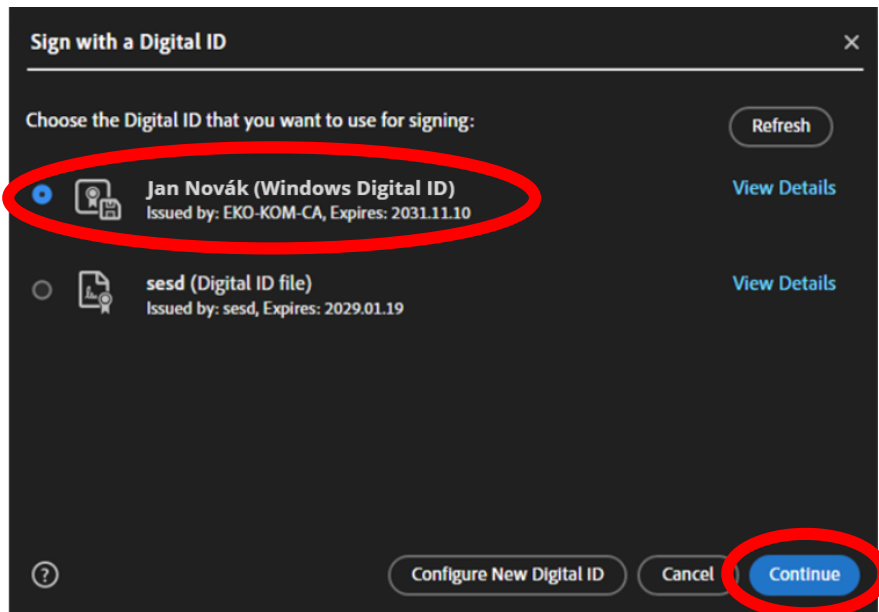 Sign with a Digital ID
Choose the Digital ID that you want to use for signing:
Refresh
Jan Novák (Windows Digital ID)
View Details
Issued by: EKO-KOM-CA, Expires: 2031.11.10
sesd (Digital ID file)
View Details
Issued by: sesd, Expires: 2029.01.19
?
Configure New Digital ID
Cancel
Continue